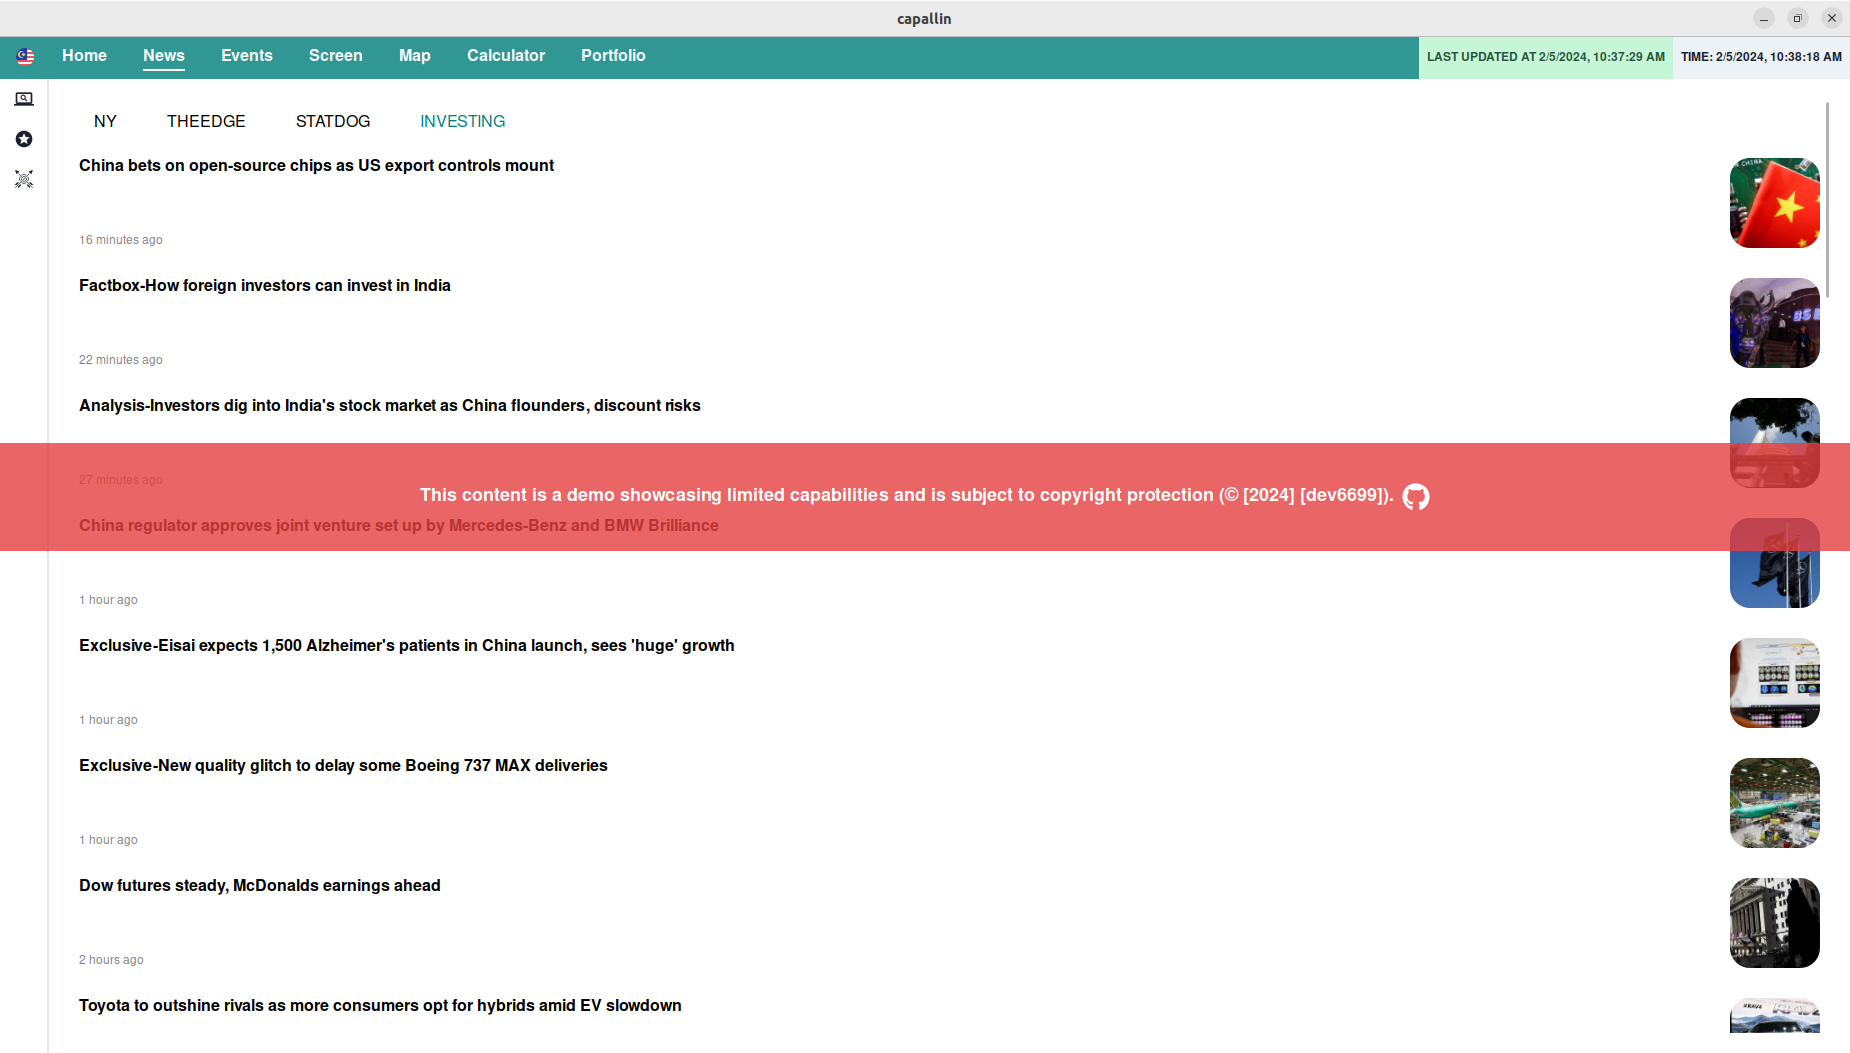 capallin
Home News Events Screen Map Calculator Portfolio
LAST UPDATED AT 2/5/2024, 10:37:29 AM TIME: 2/5/2024, 10:38:18 AM
NY THEEDGE STATDOG INVESTING
China bets on open-source chips as US export controls mount
16 minutes ago
Factbox-How foreign investors can invest in India
22 minutes ago
Analysis-Investors dig into India's stock market as China flounders, discount risks
27 minutes ago
This content is a demo showcasing limited capabilities and is subject to copyright protection (© [2024] [dev6699]).
China regulator approves joint venture set up by Mercedes-Benz and BMW Brilliance
1 hour ago
Exclusive-Eisai expects 1,500 Alzheimer's patients in China launch, sees 'huge' growth
1 hour ago
Exclusive-New quality glitch to delay some Boeing 737 MAX deliveries
1 hour ago
Dow futures steady, McDonalds earnings ahead
2 hours ago
Toyota to outshine rivals as more consumers opt for hybrids amid EV slowdown